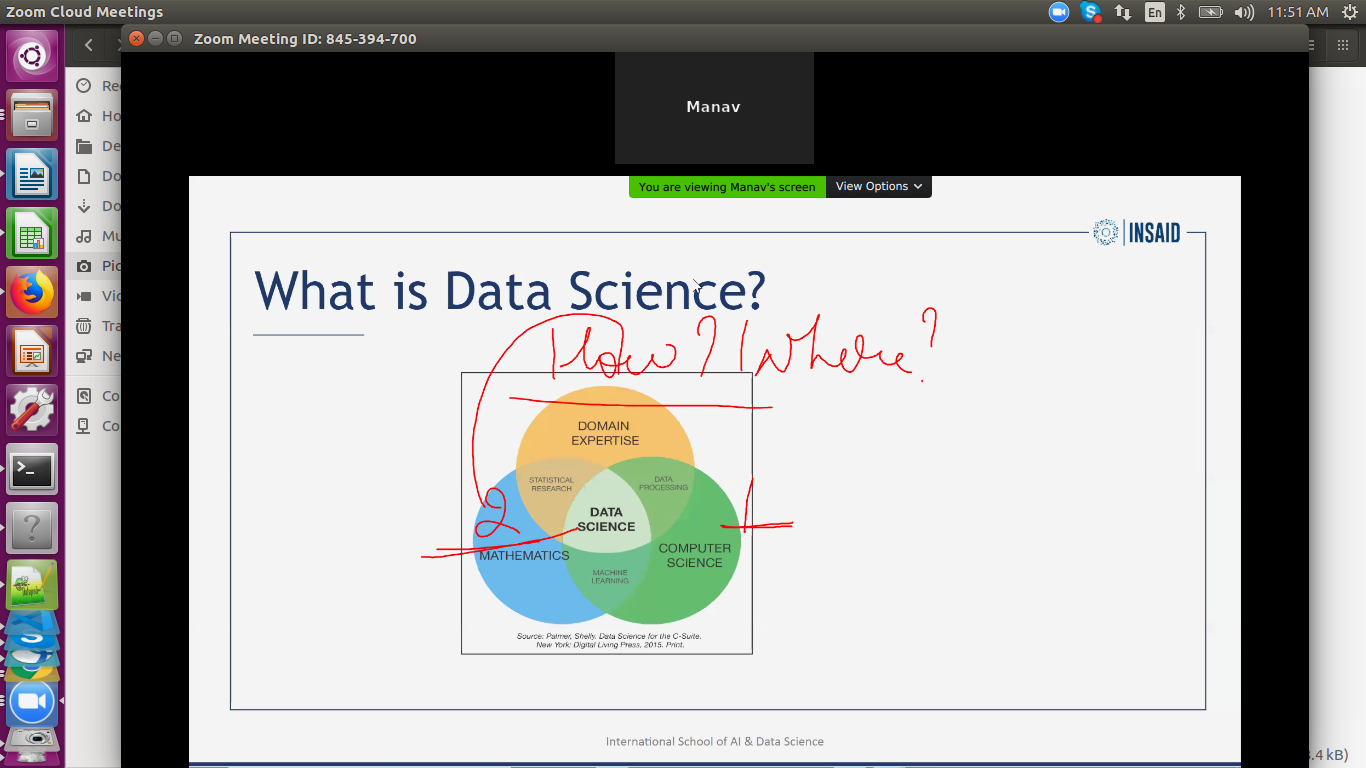 Zoom Cloud Meetings
En
11:51 AM
Zoom Meeting ID: 845-394-700
Re
Ho
De
Do
Do
Mu
Pic
Vid
Tra
Ne
Co
Co
Manav
You are viewing Manav's screen
View Options
INSAID
What is Data Science?
How? Where?
DOMAIN
EXPERTISE
STATISTICAL
RESEARCH
DATA
PROCESSING
2
1
DATA
SCIENCE
MATHEMATICS
COMPUTER
SCIENCE
MACHINE
LEARNING
Source: Palmer, Shelly. Data Science for the C-Suite.
New York: Digital Living Press, 2015. Print.
International School of AI & Data Science
.4 kB)